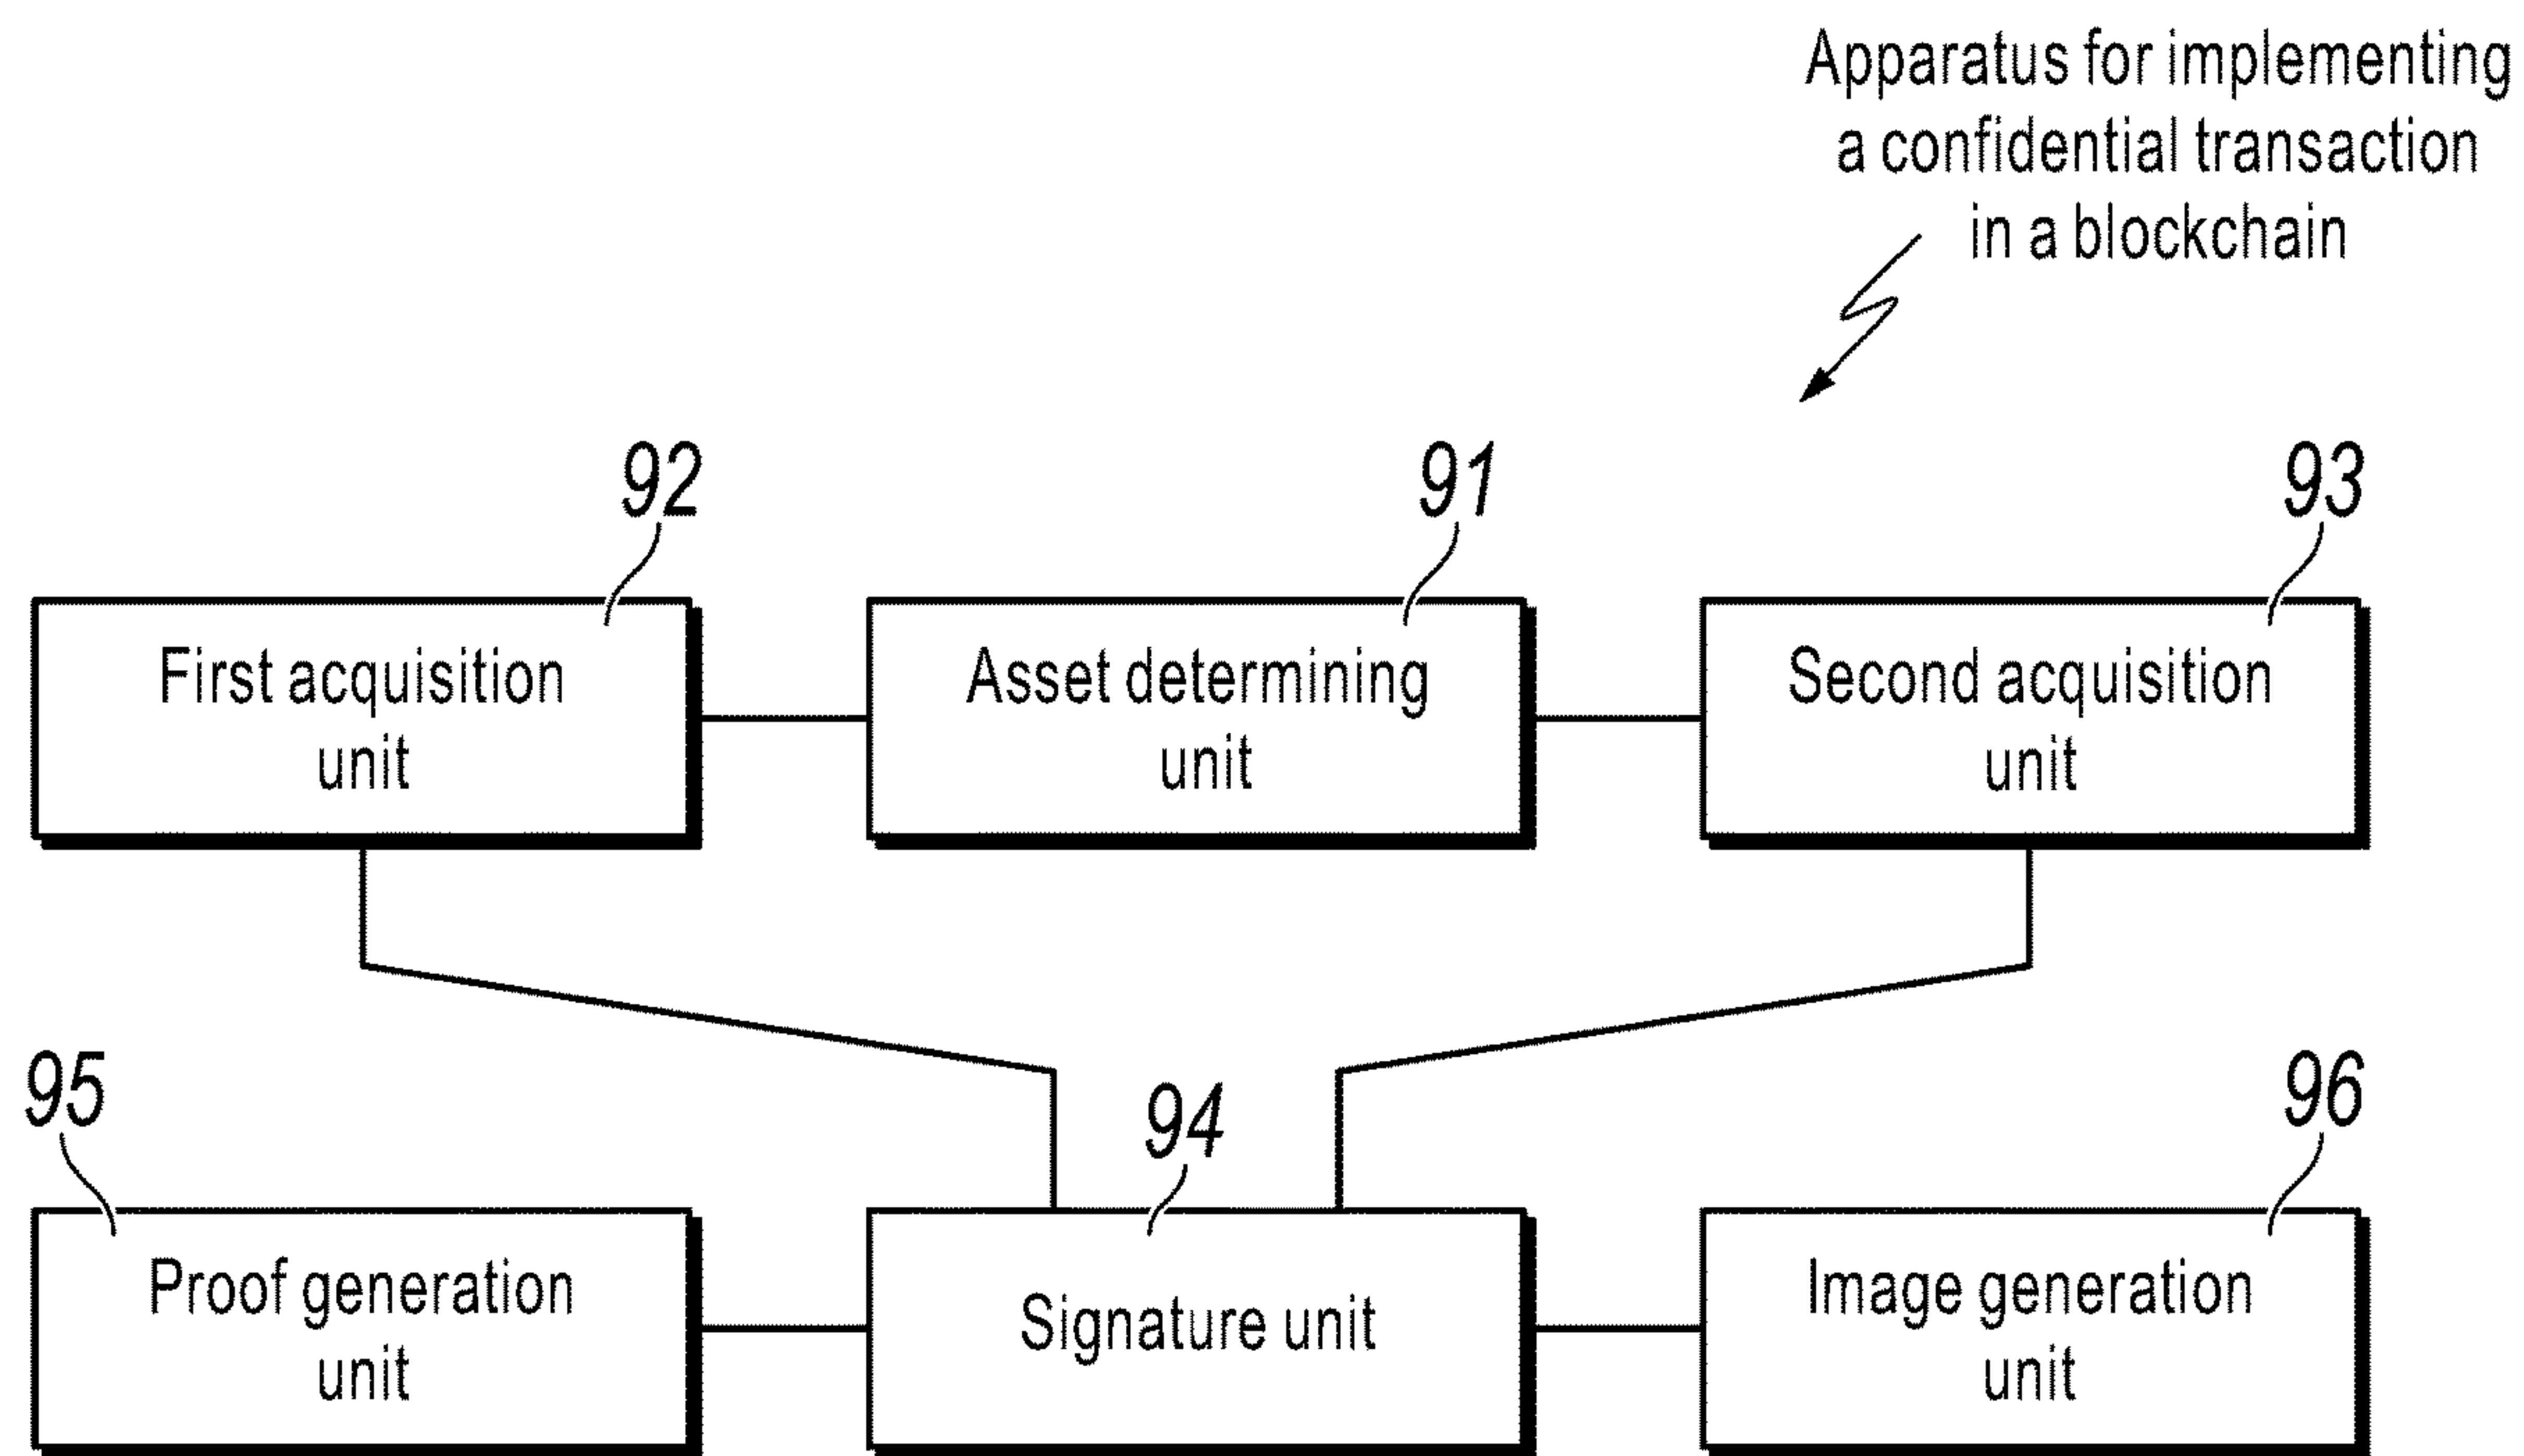 Apparatus for implementing
a confidential transaction
in a blockchain
92
91
93
First acquisition
unit
Asset determining
unit
Second acquisition
unit
95
94
96
Proof generation
unit
Signature unit
Image generation
unit